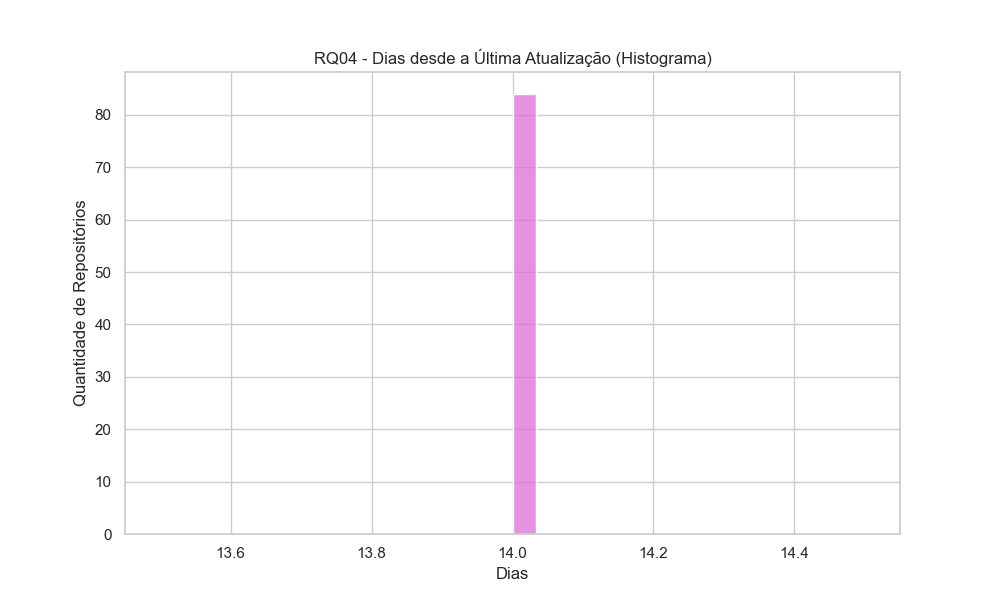 RQ04 - Dias desde a Última Atualização (Histograma)
Quantidade de Repositórios
80
70
60
50
40
30
20
10
0
13.6 13.8 14.0 14.2 14.4
Dias